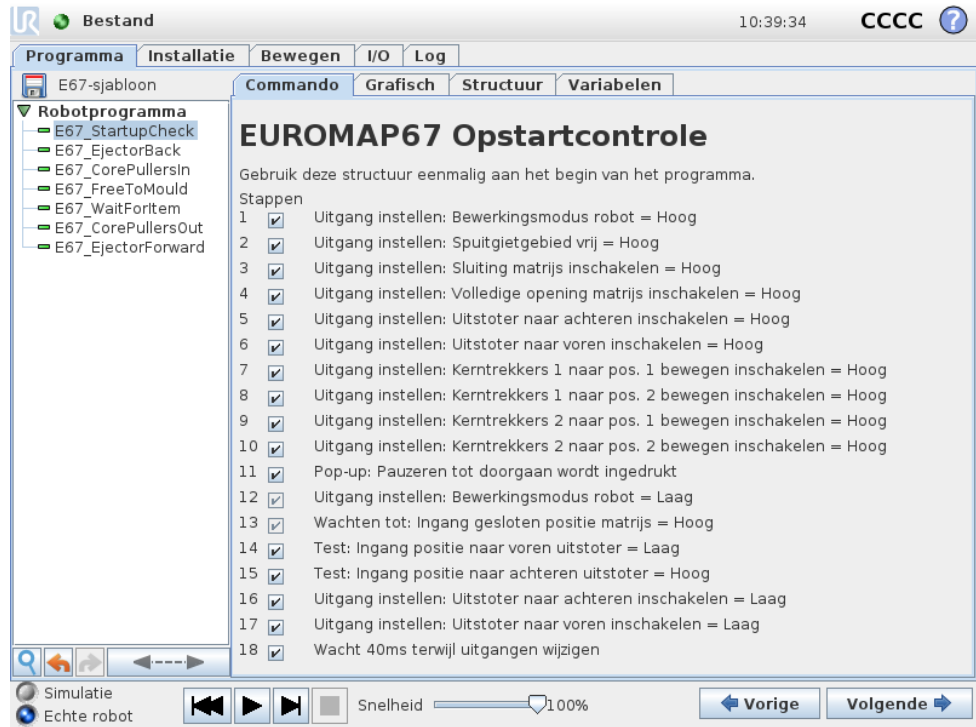 UR Bestand 10:39:34 CCCC ?
Programma Installatie Bewegen I/O Log
E67-sjabloon
Commando Grafisch Structuur Variabelen
Robotprogramma
E67_StartupCheck
E67_EjectorBack
E67_CorePullersIn
E67_FreeToMould
E67_WaitForItem
E67_CorePullersOut
E67_EjectorForward
EUROMAP67 Opstartcontrole
Gebruik deze structuur eenmalig aan het begin van het programma.
Stappen
1 Uitgang instellen: Bewerkingsmodus robot = Hoog
2 Uitgang instellen: Spuitgietgebied vrij = Hoog
3 Uitgang instellen: Sluiting matrijs inschakelen = Hoog
4 Uitgang instellen: Volledige opening matrijs inschakelen = Hoog
5 Uitgang instellen: Uitstoter naar achteren inschakelen = Hoog
6 Uitgang instellen: Uitstoter naar voren inschakelen = Hoog
7 Uitgang instellen: Kerntrekkers 1 naar pos. 1 bewegen inschakelen = Hoog
8 Uitgang instellen: Kerntrekkers 1 naar pos. 2 bewegen inschakelen = Hoog
9 Uitgang instellen: Kerntrekkers 2 naar pos. 1 bewegen inschakelen = Hoog
10 Uitgang instellen: Kerntrekkers 2 naar pos. 2 bewegen inschakelen = Hoog
11 Pop-up: Pauzeren tot doorgaan wordt ingedrukt
12 Uitgang instellen: Bewerkingsmodus robot = Laag
13 Wachten tot: Ingang gesloten positie matrijs = Hoog
14 Test: Ingang positie naar voren uitstoter = Laag
15 Test: Ingang positie naar achteren uitstoter = Hoog
16 Uitgang instellen: Uitstoter naar achteren inschakelen = Laag
17 Uitgang instellen: Uitstoter naar voren inschakelen = Laag
18 Wacht 40ms terwijl uitgangen wijzigen
Simulatie
Echte robot
Snelheid 100%
Vorige Volgende